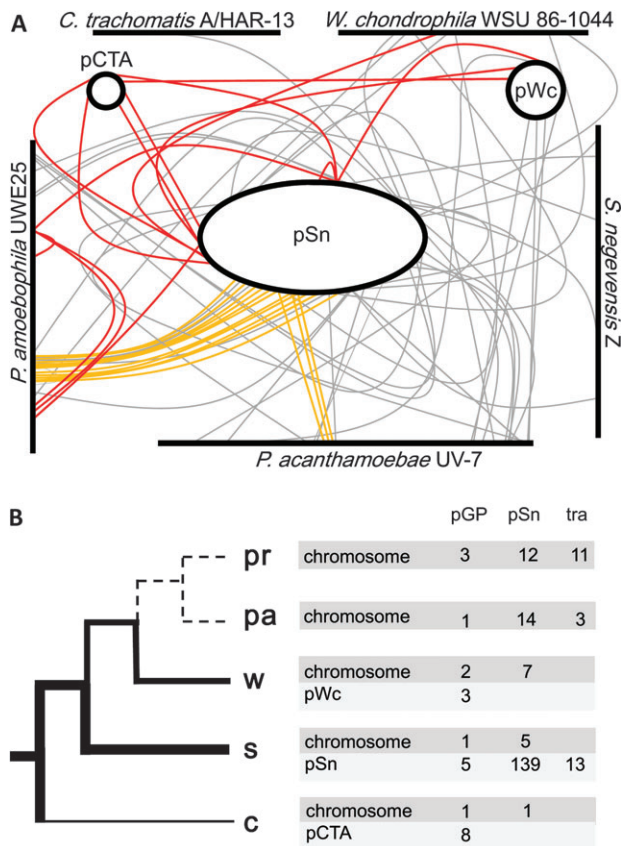 A
C. trachomatis A/HAR-13
W. chondrophila WSU 86-1044
pCTA
pWc
P. amoebophila UWE25
pSn
S. negevensis Z
P. acanthamoebae UV-7
B
pGP pSn tra
pr chromosome 3 12 11
pa chromosome 1 14 3
w chromosome 2 7
pWc 3
s chromosome 1 5
pSn 5 139 13
c chromosome 1 1
pCTA 8